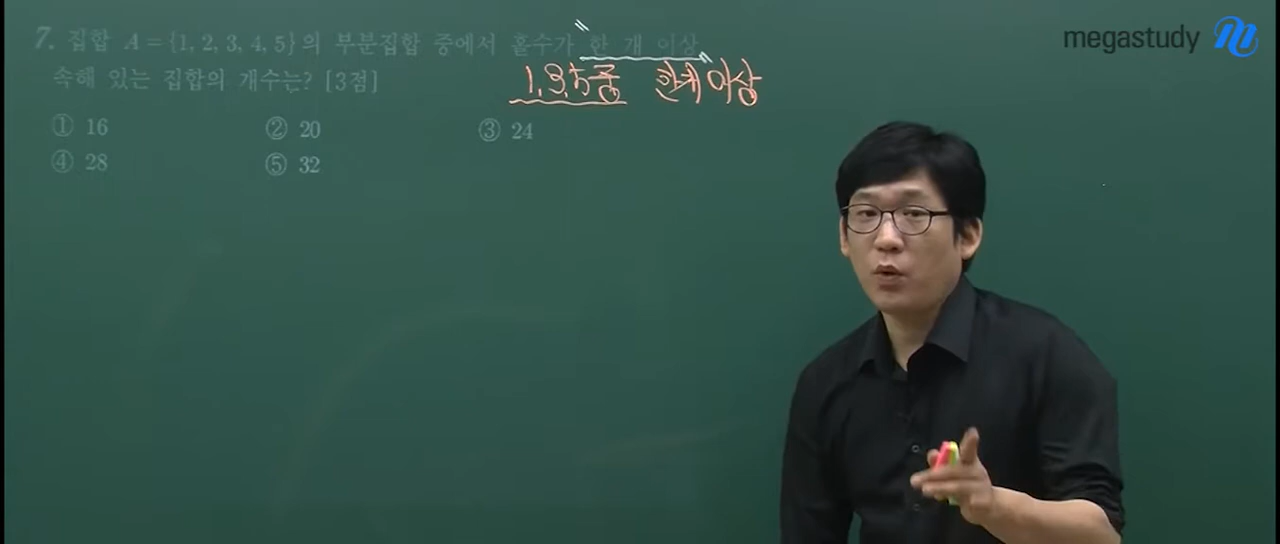 megastudy
7. 집합 A={1, 2, 3, 4, 5}의 부분집합 중에서 홀수가 한 개 이상
속해 있는 집합의 개수는? [3점]
1, 3, 5 중 한개 이상
① 16 ② 20 ③ 24
④ 28 ⑤ 32